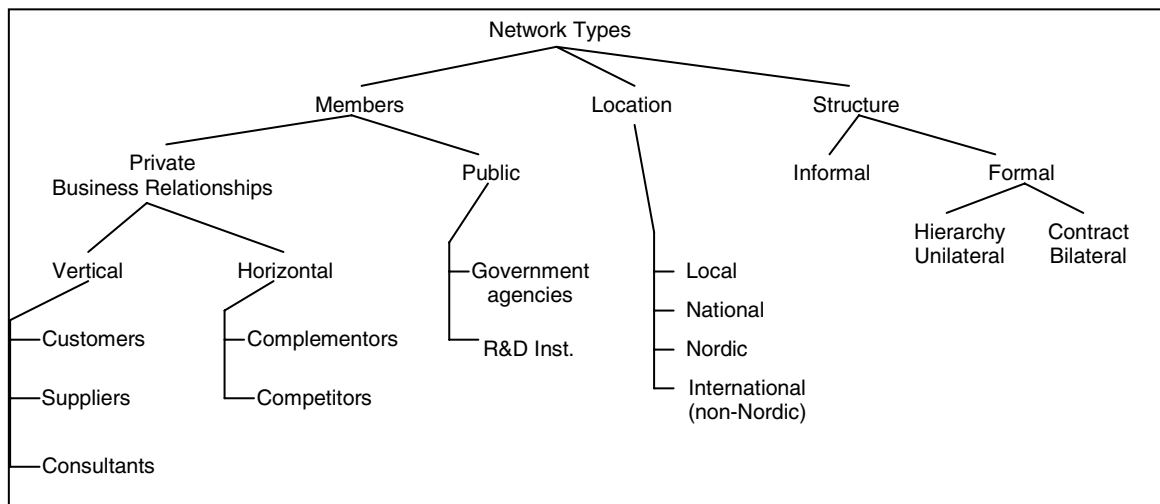 Network Types
Members
Location
Structure
Private
Business Relationships
Public
Informal
Formal
Hierarchy
Unilateral
Contract
Bilateral
Vertical
Horizontal
Government
agencies
Local
National
Customers
Complementors
R&D Inst.
Nordic
Suppliers
Competitors
International
(non-Nordic)
Consultants